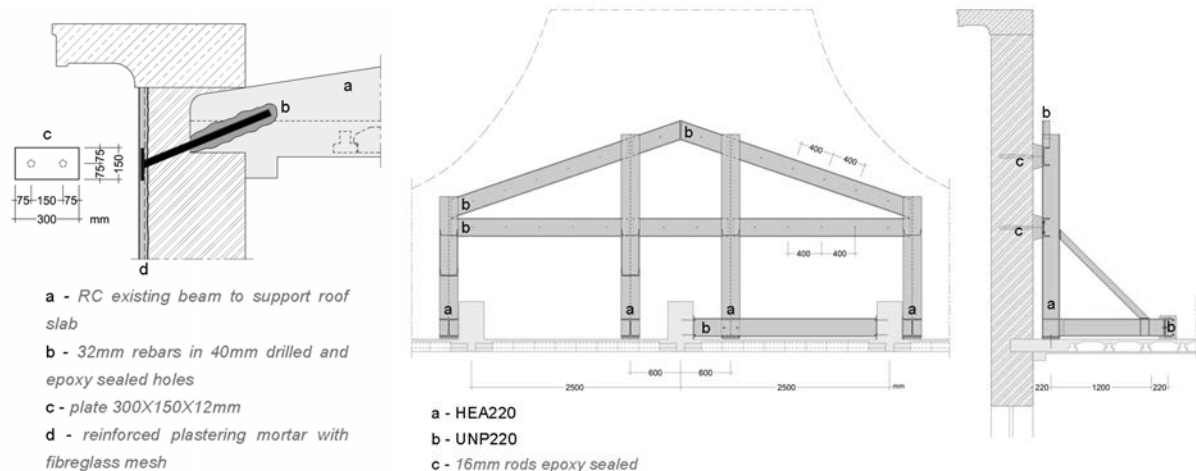 c
a
b
75 75
150
75 150 75
300 mm
d
a - RC existing beam to support roof
slab
b - 32mm rebars in 40mm drilled and
epoxy sealed holes
c - plate 300X150X12mm
d - reinforced plastering mortar with
fibreglass mesh
b
400
400
b
b
400 400
a
a
b
a
a
600 600
2500 2500 mm
a - HEA220
b - UNP220
c - 16mm rods epoxy sealed
b
c
c
a
b
220 1200 220